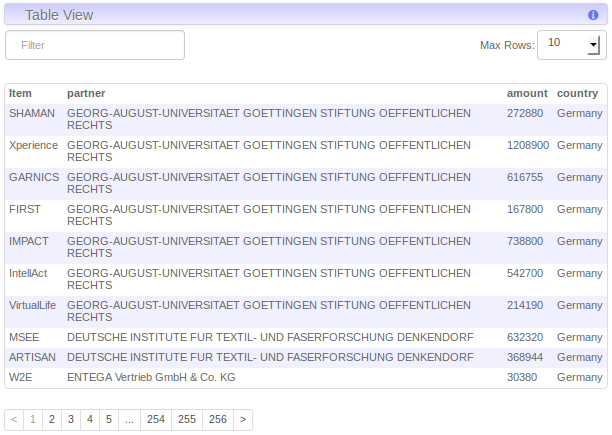 Table View
Filter
Max Rows: 10
Item partner amount country
SHAMAN GEORG-AUGUST-UNIVERSITAET GOETTINGEN STIFTUNG OEFFENTLICHEN 272880 Germany
RECHTS
Xperience GEORG-AUGUST-UNIVERSITAET GOETTINGEN STIFTUNG OEFFENTLICHEN 1208900 Germany
RECHTS
GARNICS GEORG-AUGUST-UNIVERSITAET GOETTINGEN STIFTUNG OEFFENTLICHEN 616755 Germany
RECHTS
FIRST GEORG-AUGUST-UNIVERSITAET GOETTINGEN STIFTUNG OEFFENTLICHEN 167800 Germany
RECHTS
IMPACT GEORG-AUGUST-UNIVERSITAET GOETTINGEN STIFTUNG OEFFENTLICHEN 738800 Germany
RECHTS
IntellAct GEORG-AUGUST-UNIVERSITAET GOETTINGEN STIFTUNG OEFFENTLICHEN 542700 Germany
RECHTS
VirtualLife GEORG-AUGUST-UNIVERSITAET GOETTINGEN STIFTUNG OEFFENTLICHEN 214190 Germany
RECHTS
MSEE DEUTSCHE INSTITUTE FUR TEXTIL- UND FASERFORSCHUNG DENKENDORF 632320 Germany
ARTISAN DEUTSCHE INSTITUTE FUR TEXTIL- UND FASERFORSCHUNG DENKENDORF 368944 Germany
W2E ENTEGA Vertrieb GmbH & Co. KG 30380 Germany
< 1 2 3 4 5 ... 254 255 256 >